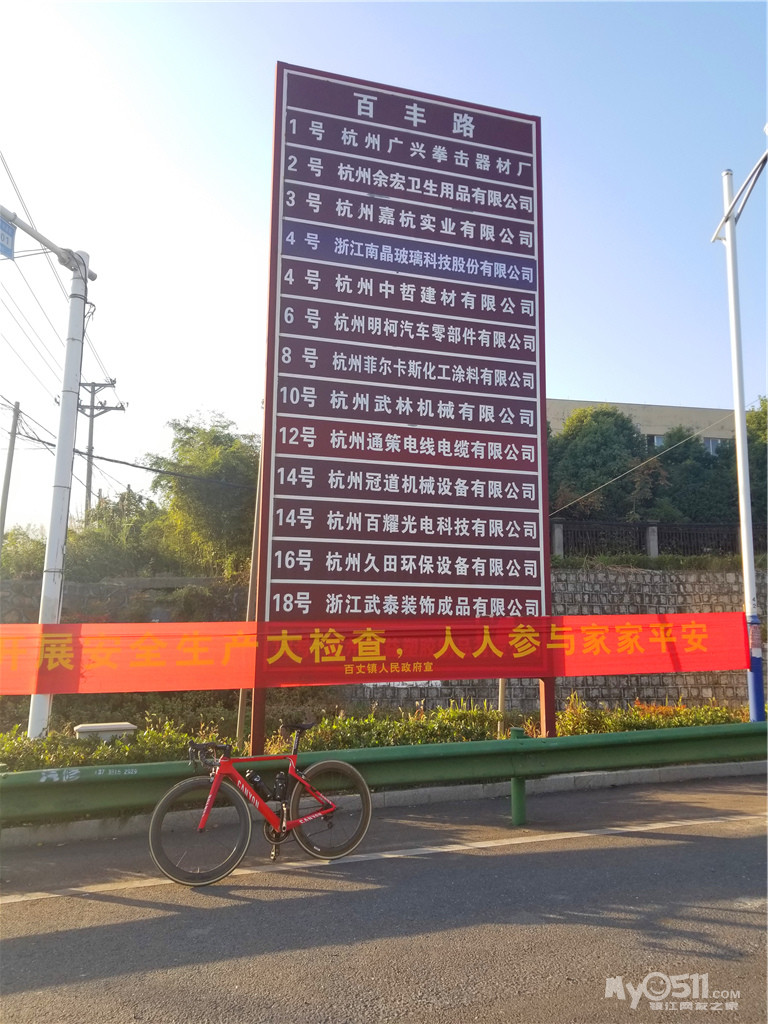 百丰路
1号 杭州广兴拳击器材厂
2号 杭州余宏卫生用品有限公司
3号 杭州嘉杭实业有限公司
4号 浙江南晶玻璃科技股份有限公司
4号 杭州中哲建材有限公司
6号 杭州明柯汽车零部件有限公司
8号 杭州菲尔卡斯化工涂料有限公司
10号 杭州武林机械有限公司
12号 杭州通策电线电缆有限公司
14号 杭州冠道机械设备有限公司
14号 杭州百耀光电科技有限公司
16号 杭州久田环保设备有限公司
18号 浙江武泰装饰成品有限公司
开展安全生产大检查，人人参与家家平安
百丈镇人民政府宣
CANYON
CANYON
My0511.COM
镇江网友之家